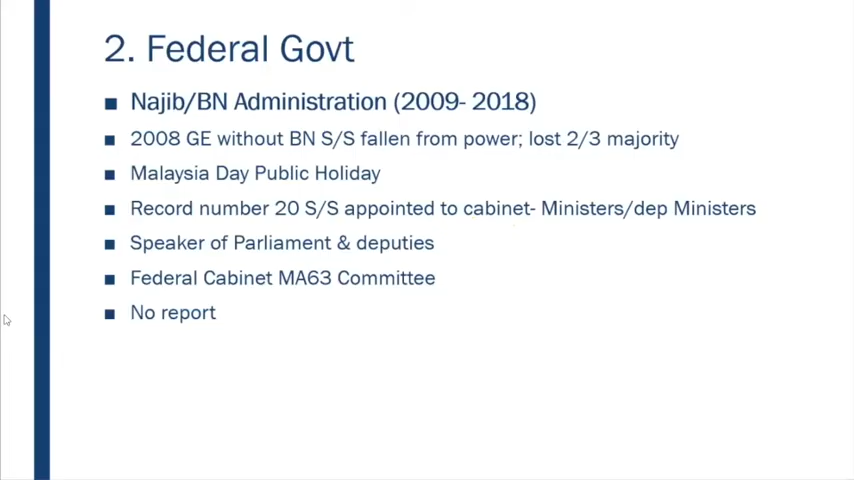 2. Federal Govt
■ Najib/BN Administration (2009- 2018)
■ 2008 GE without BN S/S fallen from power; lost 2/3 majority
■ Malaysia Day Public Holiday
■ Record number 20 S/S appointed to cabinet- Ministers/dep Ministers
■ Speaker of Parliament & deputies
■ Federal Cabinet MA63 Committee
■ No report